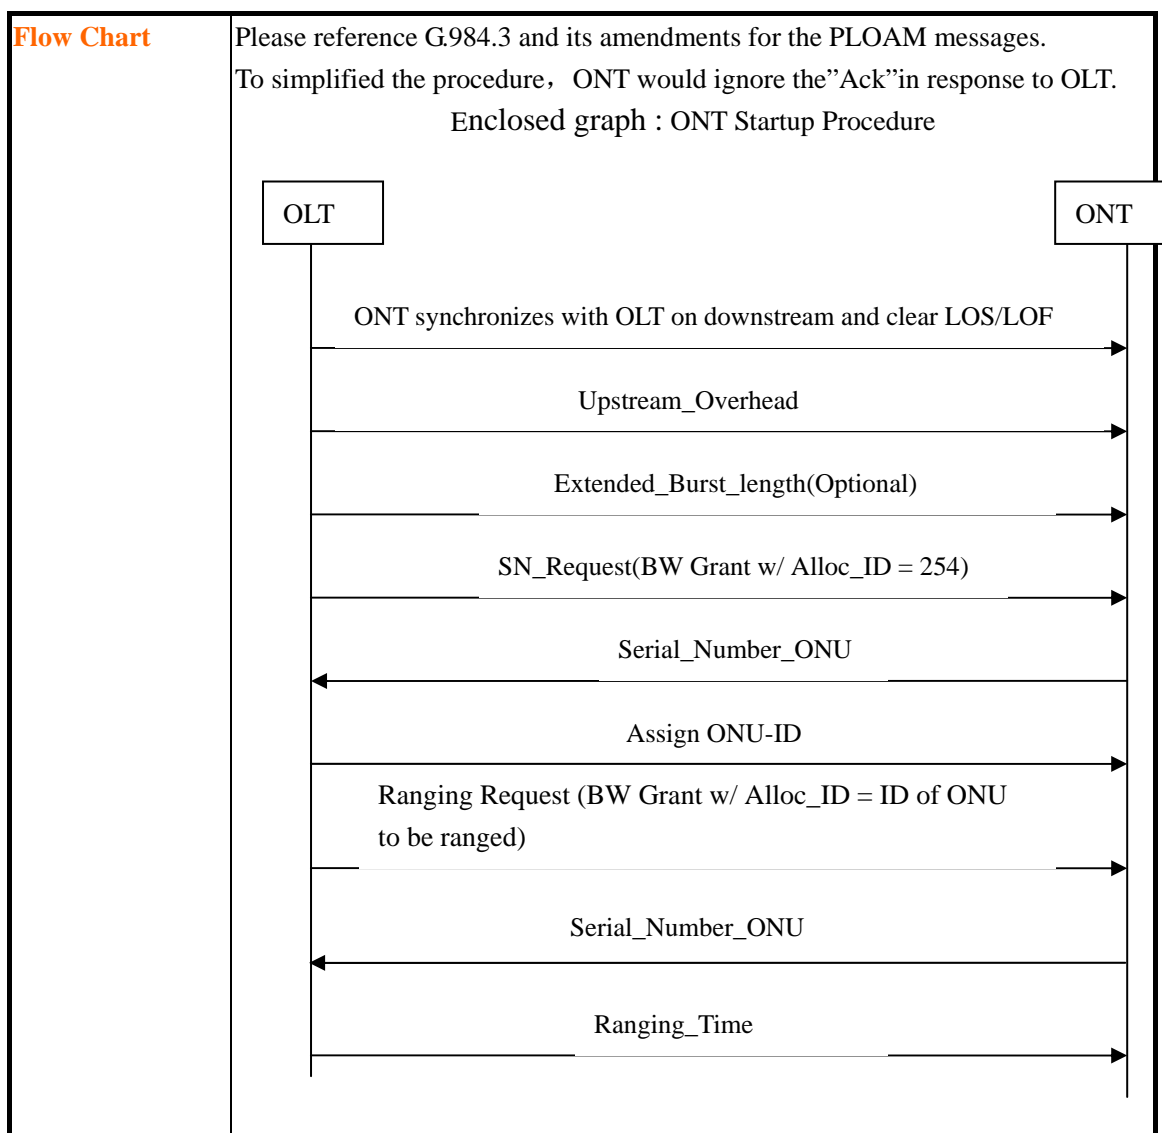 Flow Chart
Please reference G.984.3 and its amendments for the PLOAM messages.
To simplified the procedure，ONT would ignore the”Ack”in response to OLT.
Enclosed graph : ONT Startup Procedure
OLT
ONT
ONT synchronizes with OLT on downstream and clear LOS/LOF
Upstream_Overhead
Extended_Burst_length(Optional)
SN_Request(BW Grant w/ Alloc_ID = 254)
Serial_Number_ONU
Assign ONU-ID
Ranging Request (BW Grant w/ Alloc_ID = ID of ONU
to be ranged)
Serial_Number_ONU
Ranging_Time